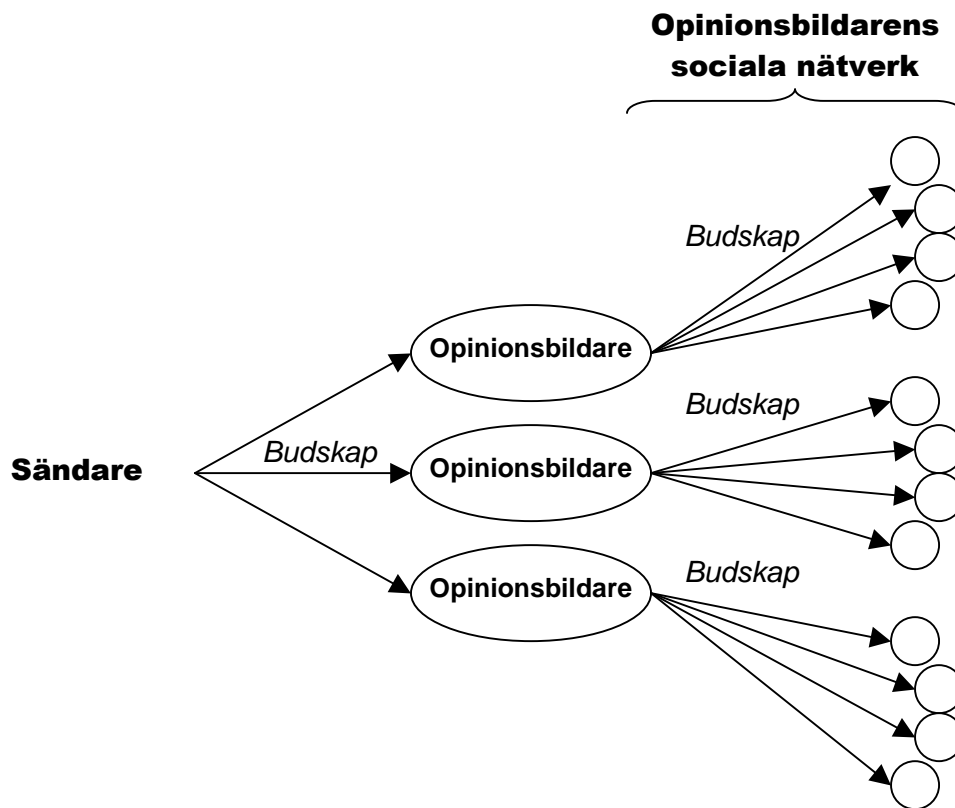 Opinionsbildarens
sociala nätverk
Budskap
Opinionsbildare
Budskap
Sändare
Budskap
Opinionsbildare
Budskap
Opinionsbildare